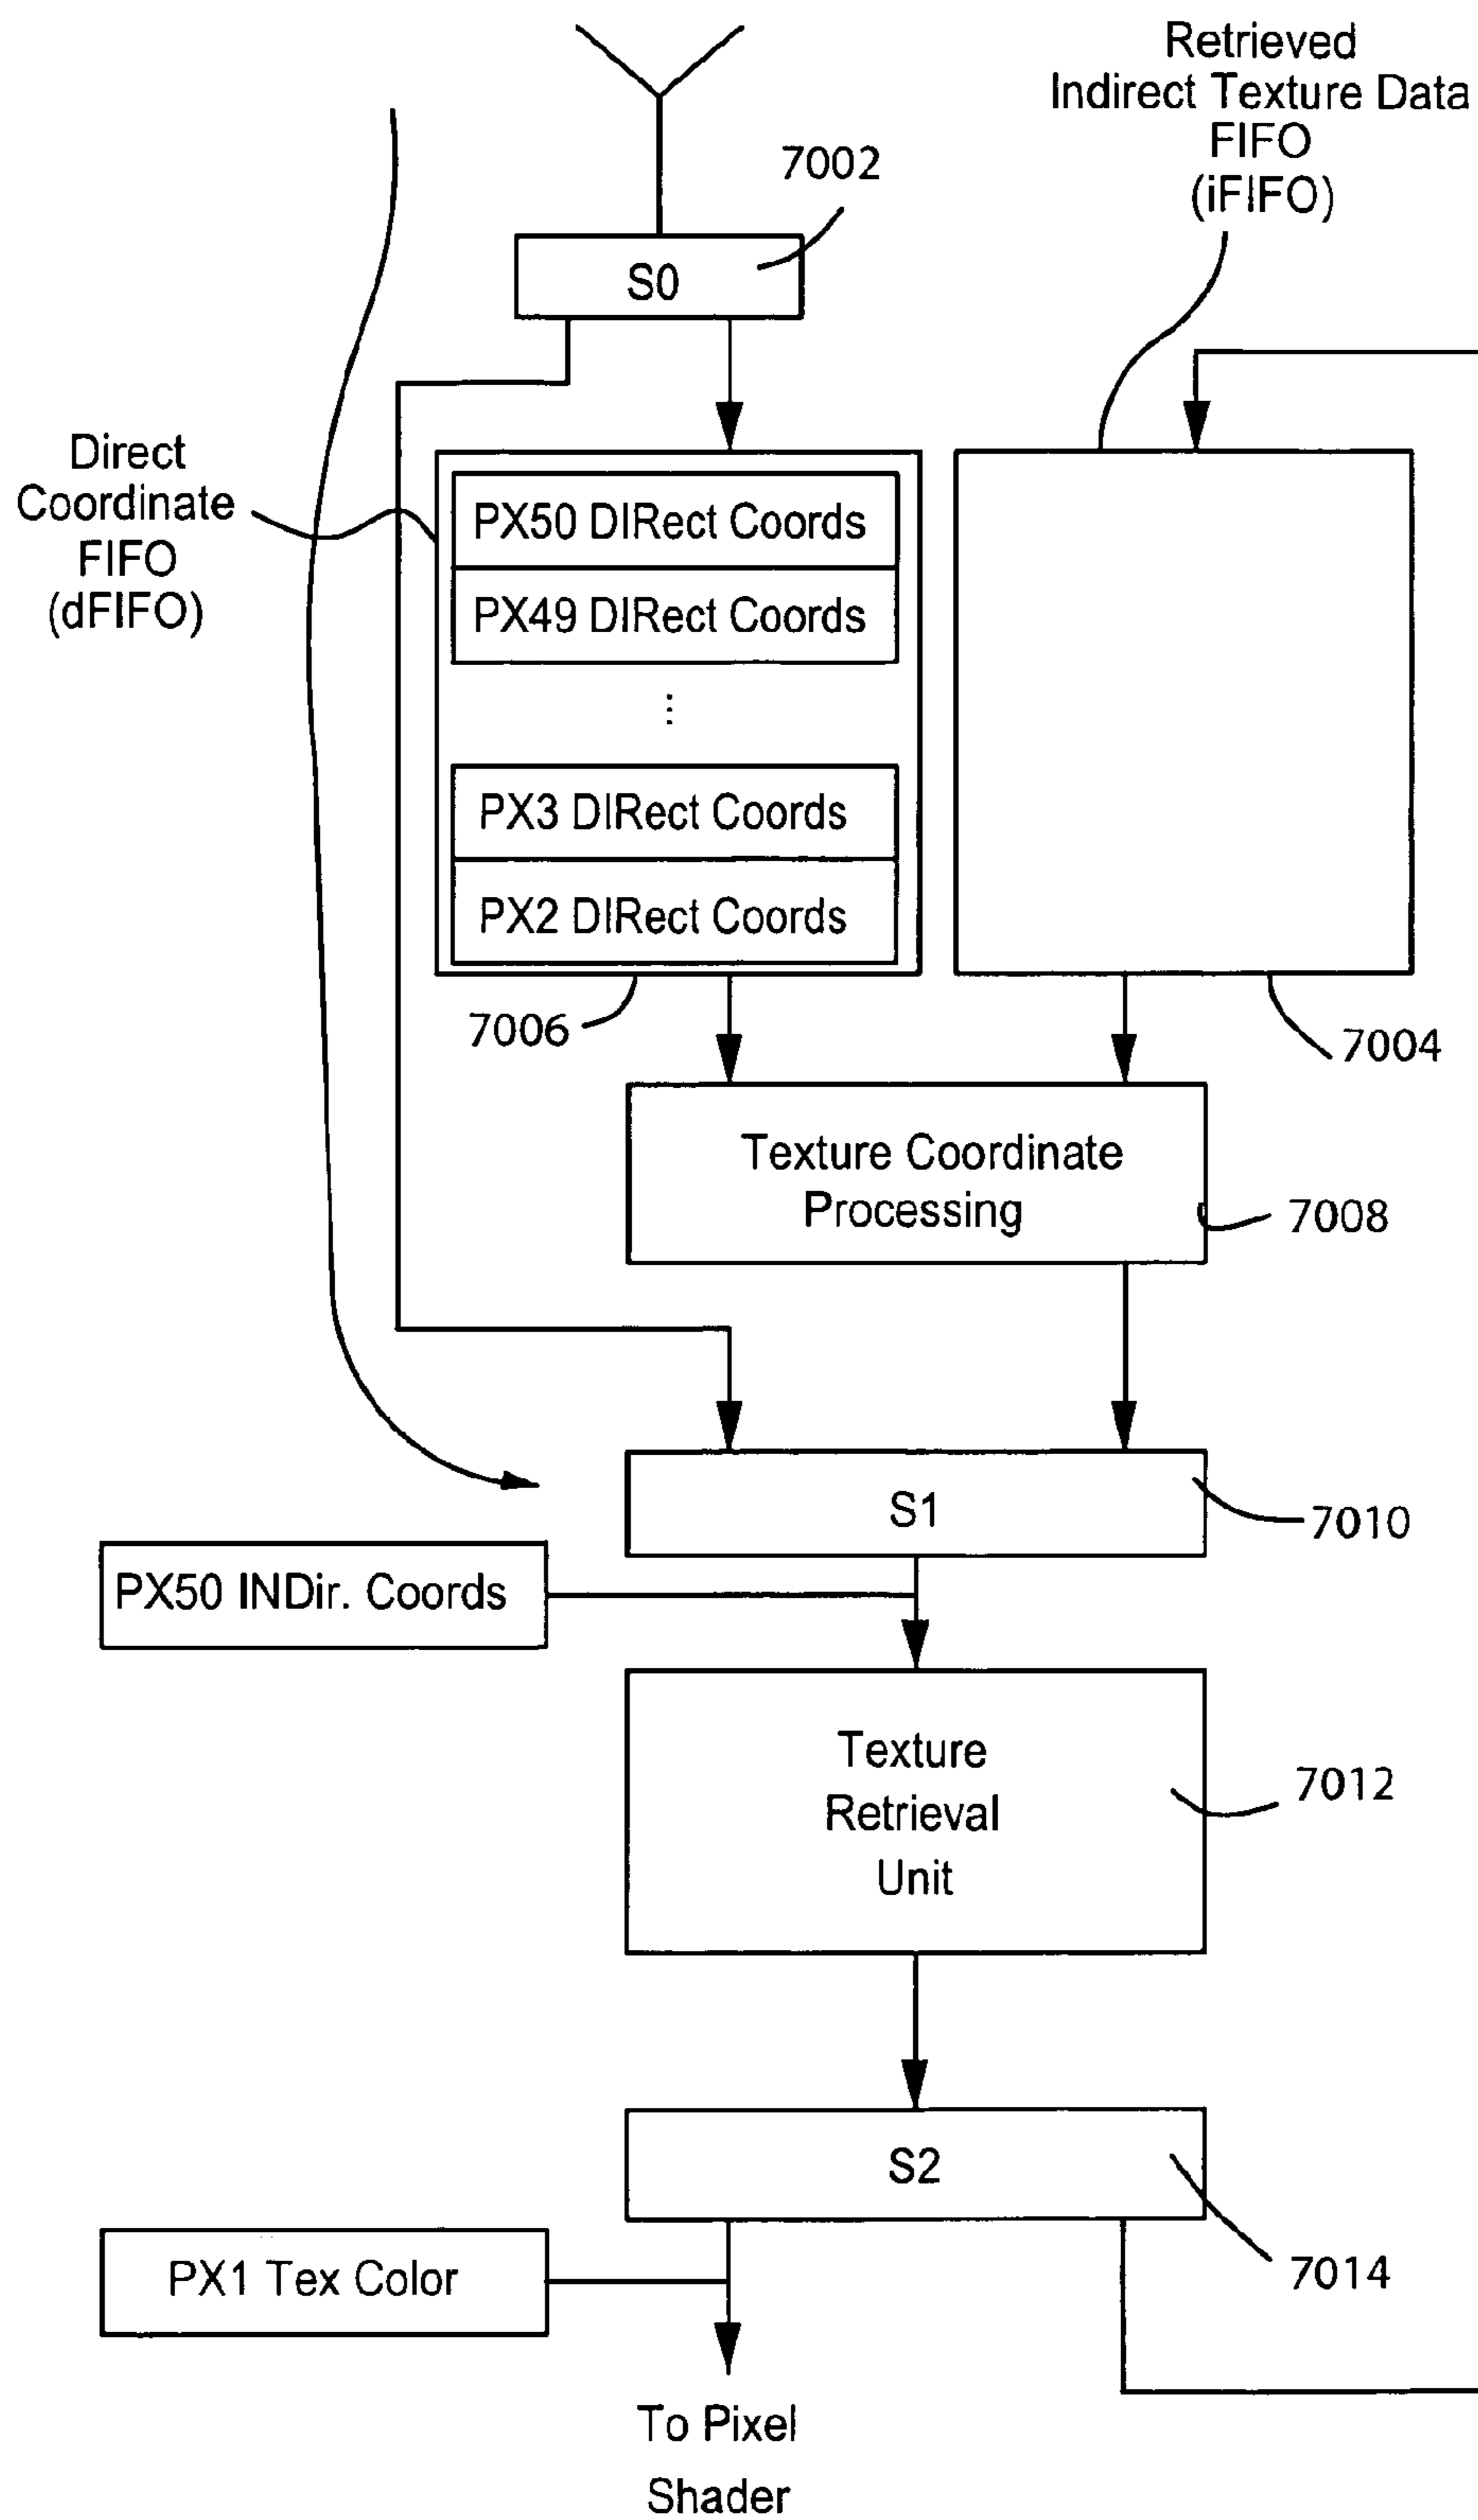 Retrieved
Indirect Texture Data
FIFO
(iFIFO)
7002
S0
Direct
Coordinate
FIFO
(dFIFO)
PX50 DIRect Coords
PX49 DIRect Coords
⋮
PX3 DIRect Coords
PX2 DIRect Coords
7006
7004
Texture Coordinate
Processing
7008
S1
7010
PX50 INDir. Coords
Texture
Retrieval
Unit
7012
S2
7014
PX1 Tex Color
To Pixel
Shader